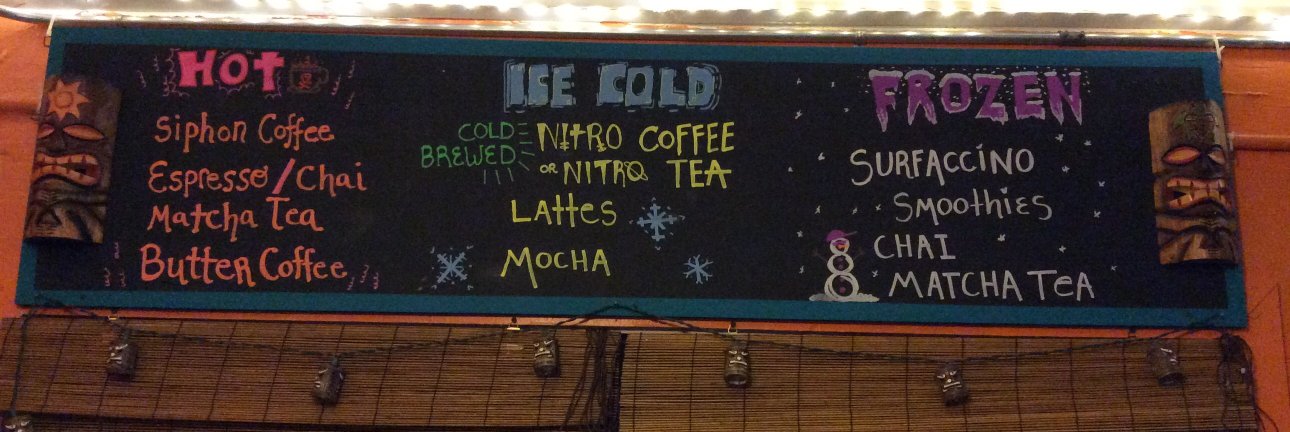 HOT
Siphon Coffee
Espresso/Chai
Matcha Tea
Butter Coffee
ICE COLD
COLD BREWED
NITRO COFFEE
OR NITRO TEA
LAttes
MOCHA
FROZEN
SURFACCINO
SMOOTHIES
CHAI
MATCHA TeA